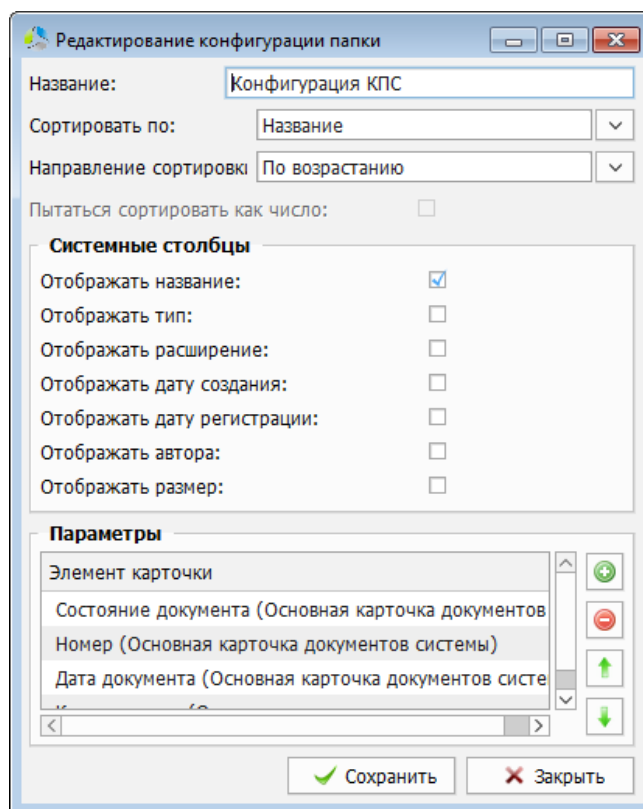 Редактирование конфигурации папки
Название: Конфигурация КПС
Сортировать по: Название
Направление сортировки По возрастанию
Пытаться сортировать как число:
Системные столбцы
Отображать название:
Отображать тип:
Отображать расширение:
Отображать дату создания:
Отображать дату регистрации:
Отображать автора:
Отображать размер:
Параметры
Элемент карточки
Состояние документа (Основная карточка документов
Номер (Основная карточка документов системы)
Дата документа (Основная карточка документов систе
Сохранить Закрыть